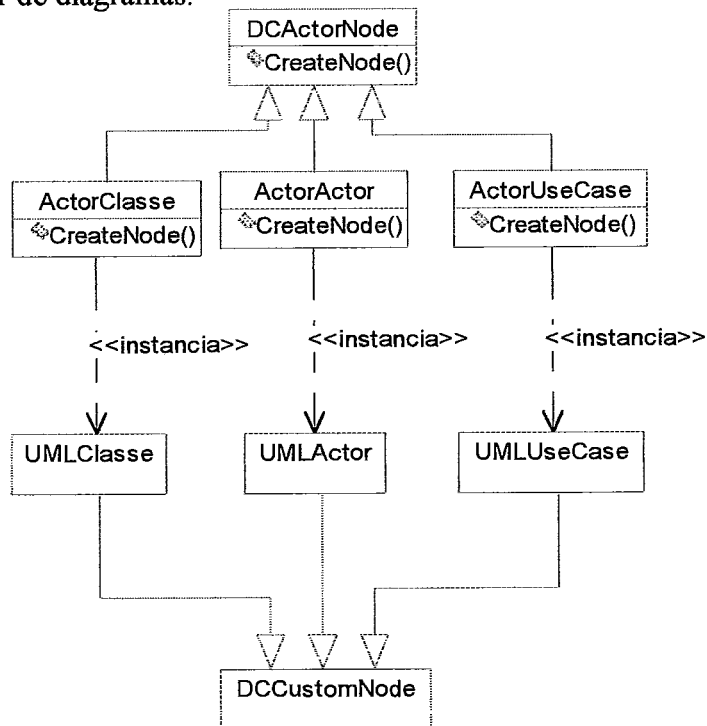 r de diagramas.
DCActorNode
CreateNode()
ActorClasse
CreateNode()
ActorActor
CreateNode()
ActorUseCase
CreateNode()
<<instancia>>
<<instancia>>
<<instancia>>
UMLClasse
UMLActor
UMLUseCase
DCCustomNode